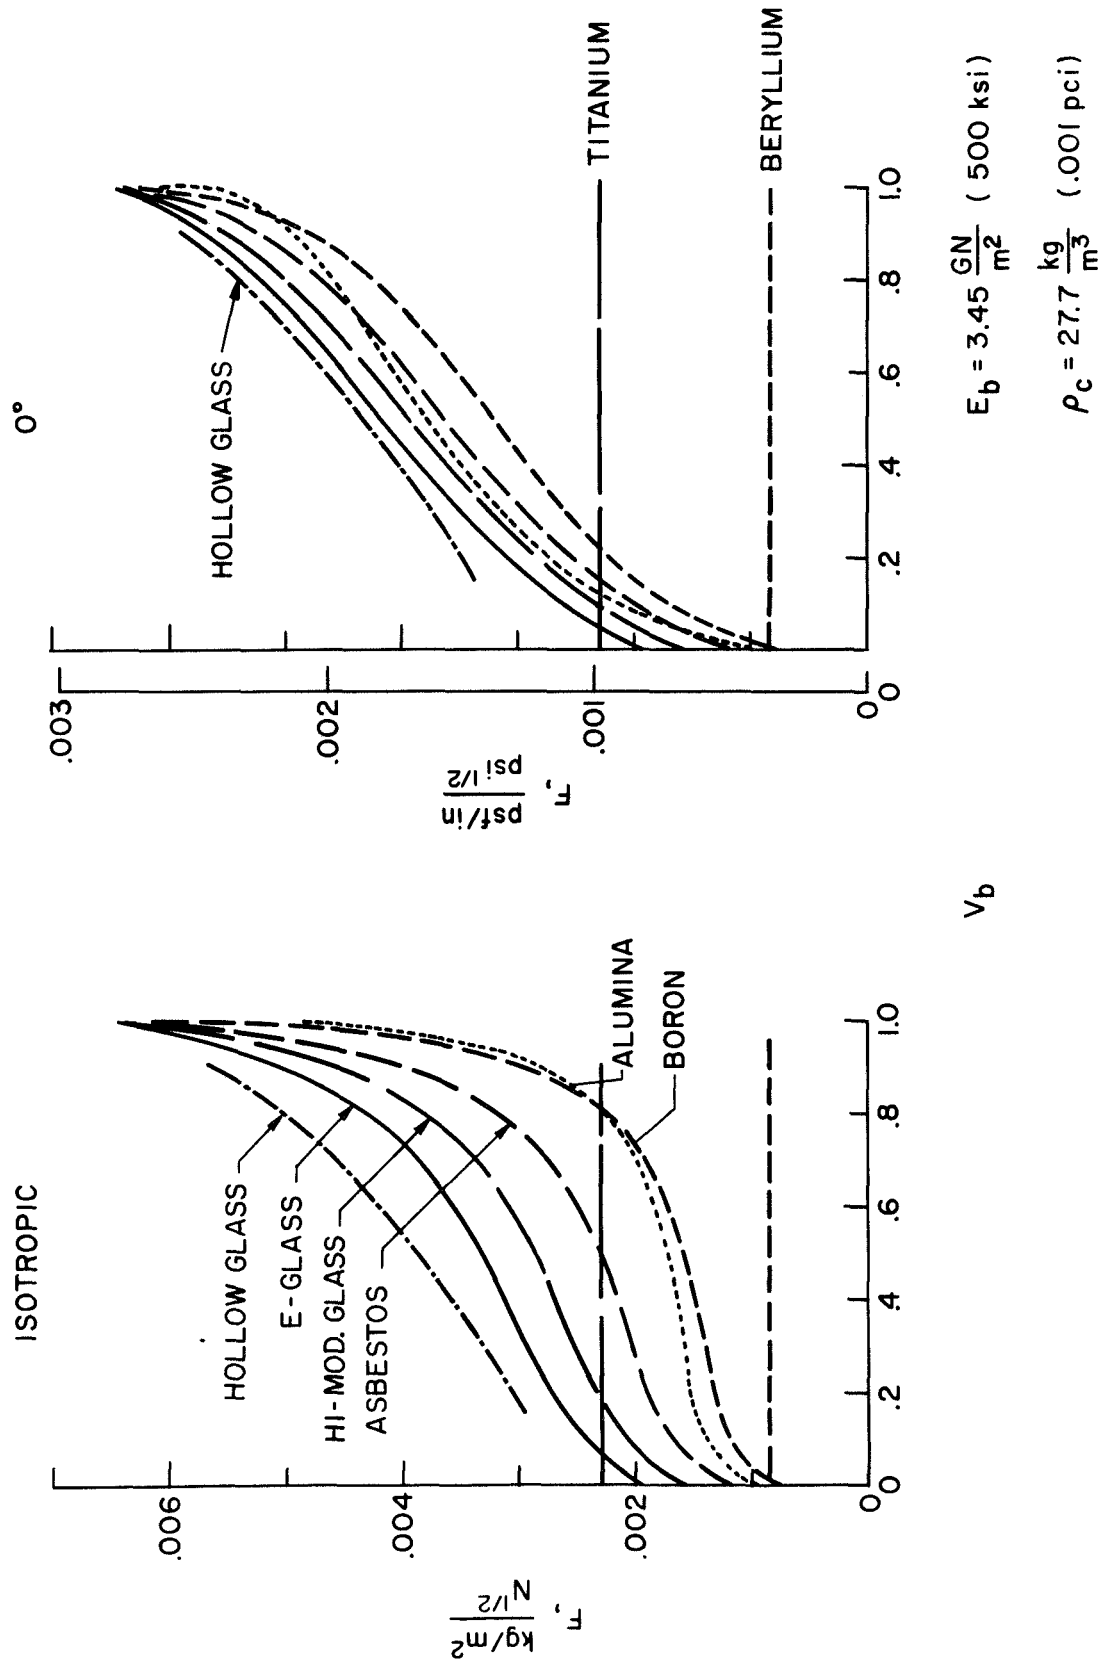 ISOTROPIC
0°
HOLLOW GLASS
E-GLASS
HI-MOD. GLASS
ASBESTOS
ALUMINA
BORON
HOLLOW GLASS
TITANIUM
BERYLLIUM
F, kg/m² / N^1/2
.006
.004
.002
0
0 .2 .4 .6 .8 1.0
F, psf/in / psi^1/2
.003
.002
.001
0
0 .2 .4 .6 .8 1.0
V_b
E_b = 3.45 GN/m² (500 ksi)
ρ_c = 27.7 kg/m³ (.001 pci)